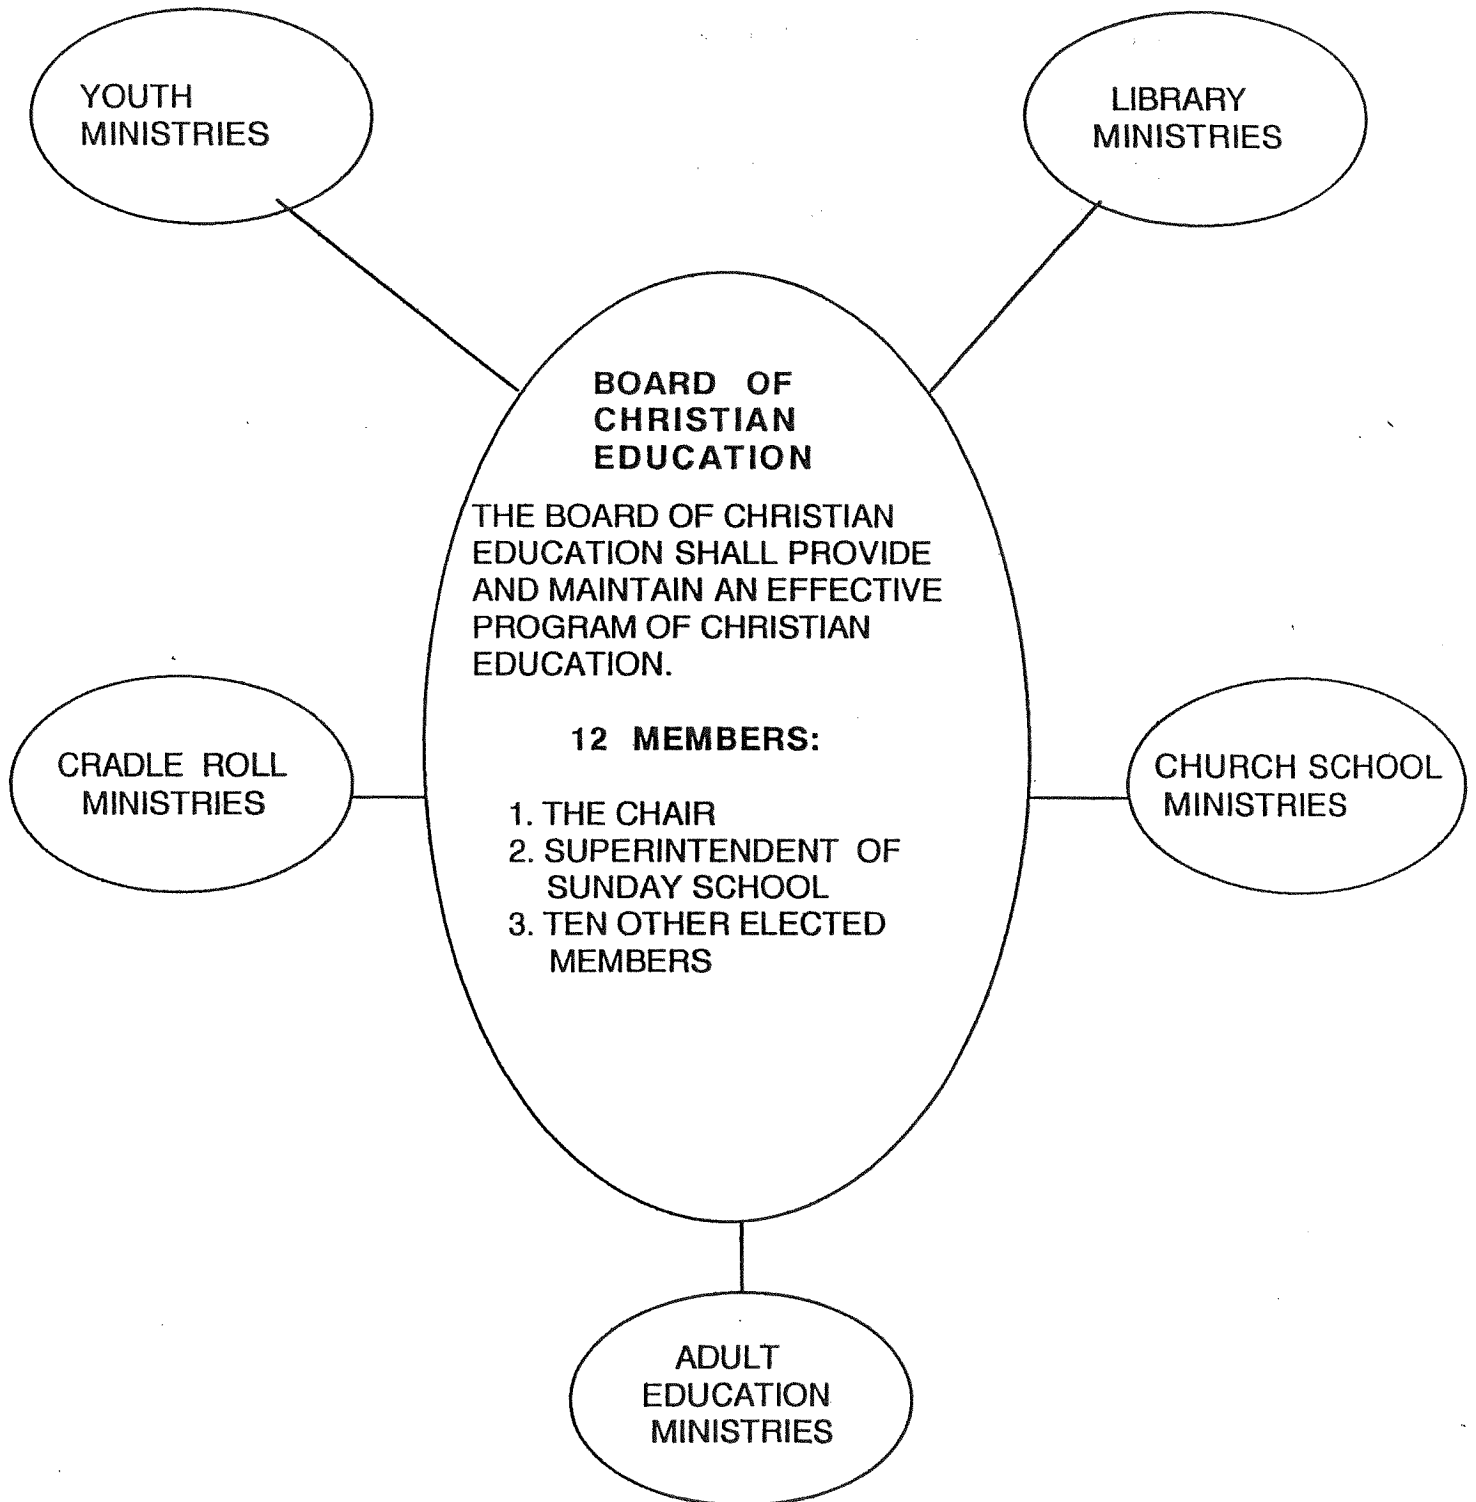 YOUTH
MINISTRIES
LIBRARY
MINISTRIES
BOARD OF
CHRISTIAN
EDUCATION
THE BOARD OF CHRISTIAN
EDUCATION SHALL PROVIDE
AND MAINTAIN AN EFFECTIVE
PROGRAM OF CHRISTIAN
EDUCATION.
12 MEMBERS:
1. THE CHAIR
2. SUPERINTENDENT OF
SUNDAY SCHOOL
3. TEN OTHER ELECTED
MEMBERS
CRADLE ROLL
MINISTRIES
CHURCH SCHOOL
MINISTRIES
ADULT
EDUCATION
MINISTRIES